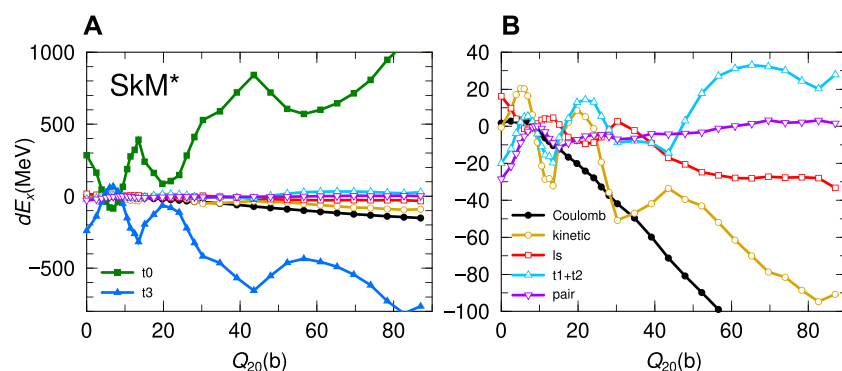 A
B
1000
500
0
−500
dEx(MeV)
SkM*
t0
t3
0 20 40 60 80
Q20(b)
40
20
0
−20
−40
−60
−80
−100
Coulomb
kinetic
ls
t1+t2
pair
0 20 40 60 80
Q20(b)